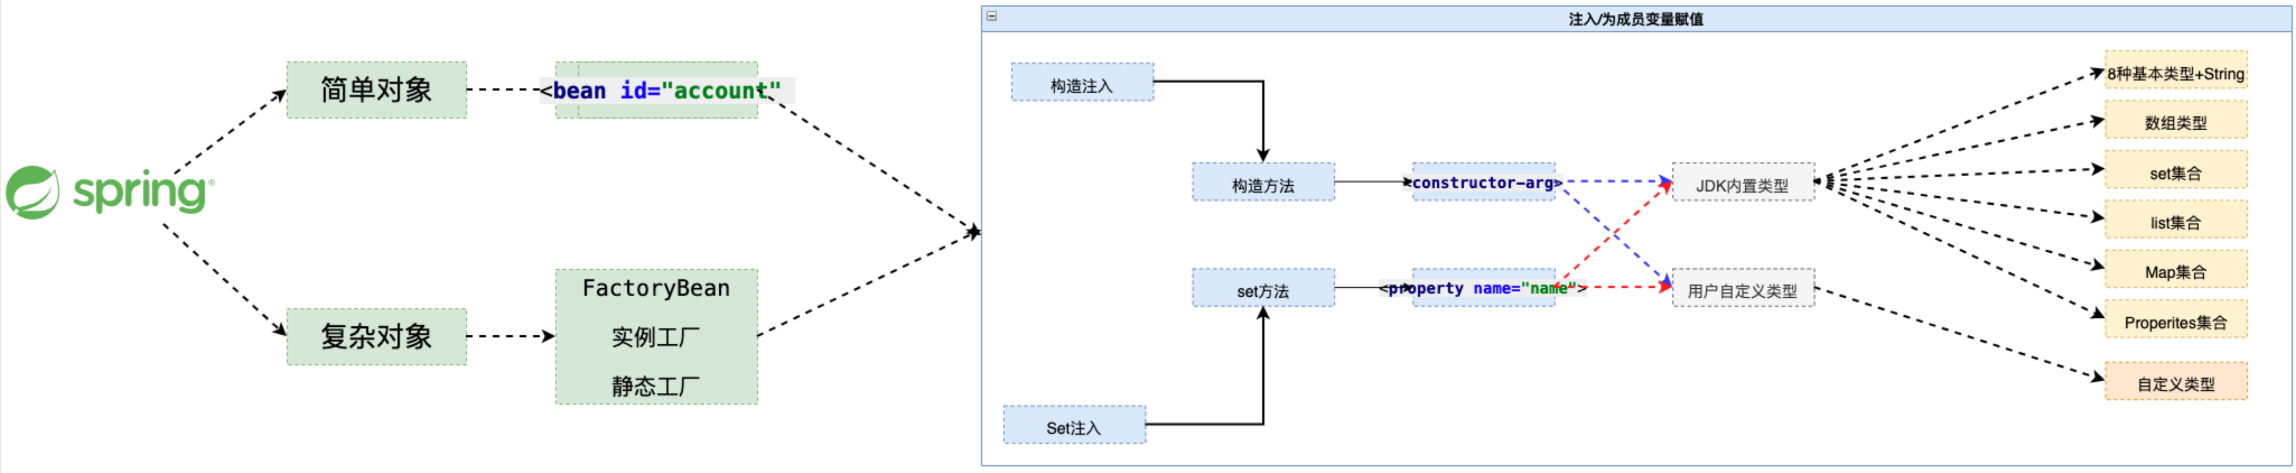 spring®
简单对象
<bean id="account"
复杂对象
FactoryBean
实例工厂
静态工厂
注入/为成员变量赋值
构造注入
构造方法
<constructor-arg>
JDK内置类型
set方法
<property name="name">
用户自定义类型
Set注入
8种基本类型+String
数组类型
set集合
list集合
Map集合
Properites集合
自定义类型